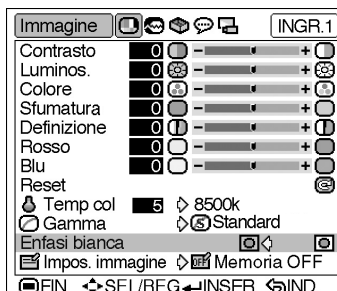 Immagine INGR.1
Contrasto 0 - +
Luminos. 0 - +
Colore 0 - +
Sfumatura 0 - +
Definizione 0 - +
Rosso 0 - +
Blu 0 - +
Reset
Temp col 5 8500k
Gamma S Standard
Enfasi bianca
Impos. immagine OFF Memoria OFF
FIN SEL/REG INSER IND